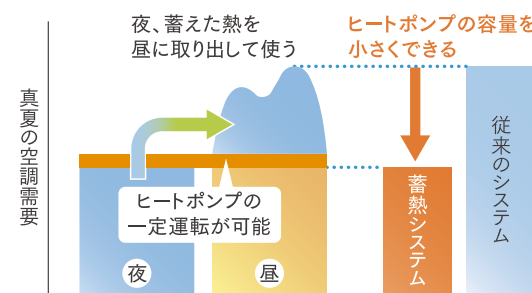 夜、蓄えた熱を
昼に取り出して使う
ヒートポンプの容量を
小さくできる
真夏の空調需要
ヒートポンプの
一定運転が可能
夜
昼
蓄熱システム
従来のシステム